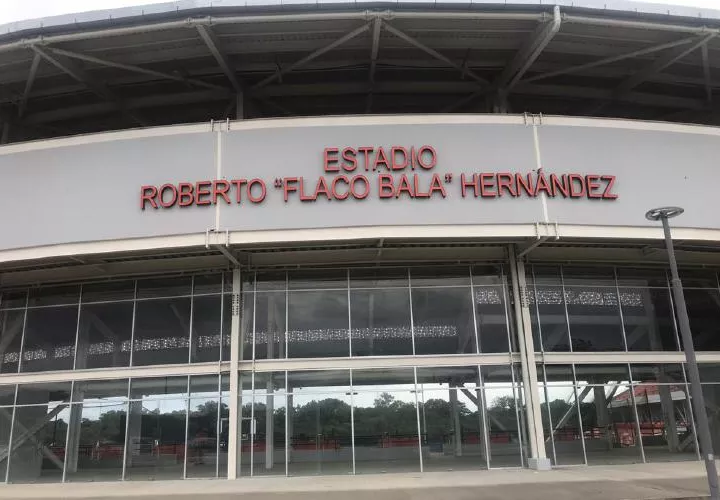 ESTADIO
ROBERTO "FLACO BALA" HERNÁNDEZ